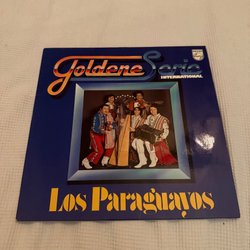 Goldene Serie
INTERNATIONAL
Los Paraguayos